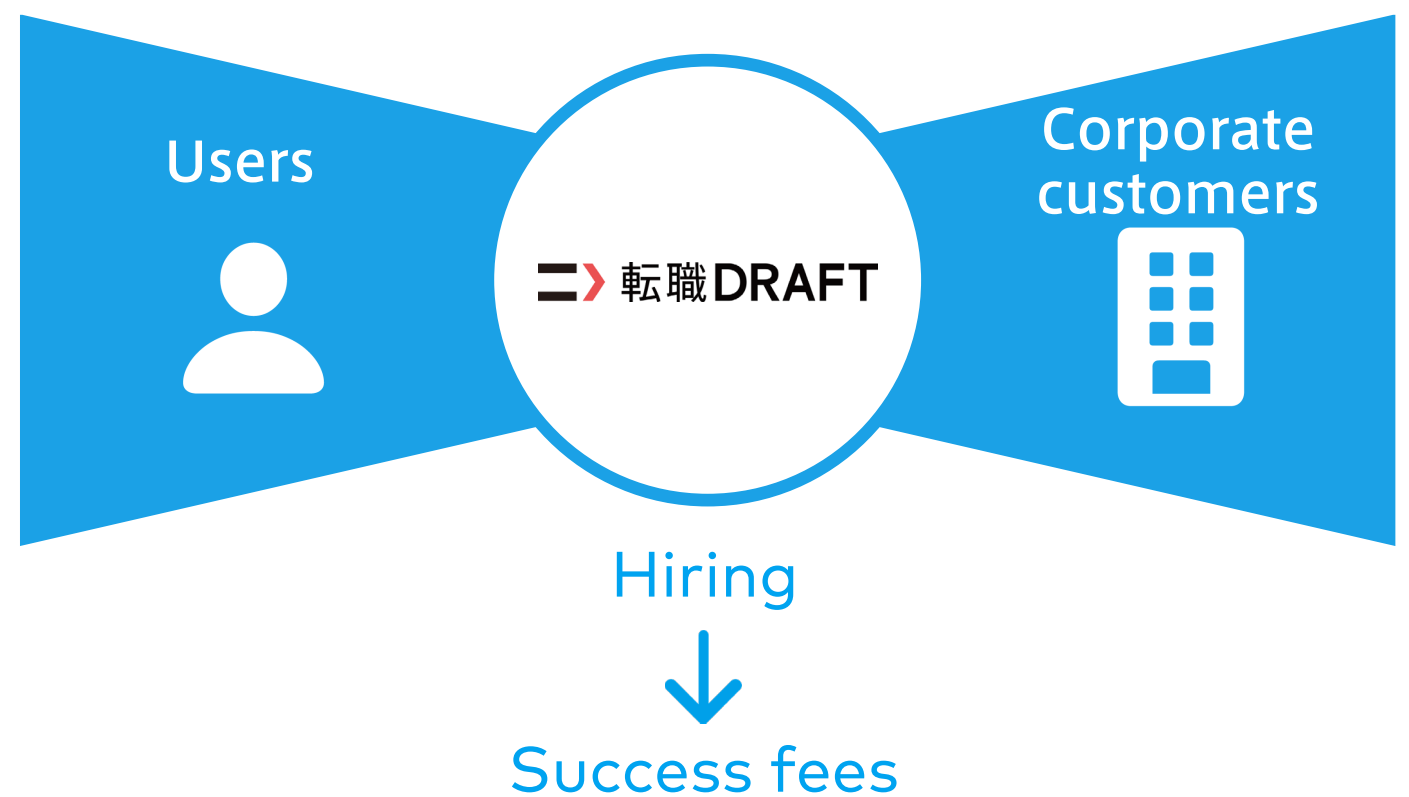 Users
Corporate
customers
転職DRAFT
Hiring
Success fees